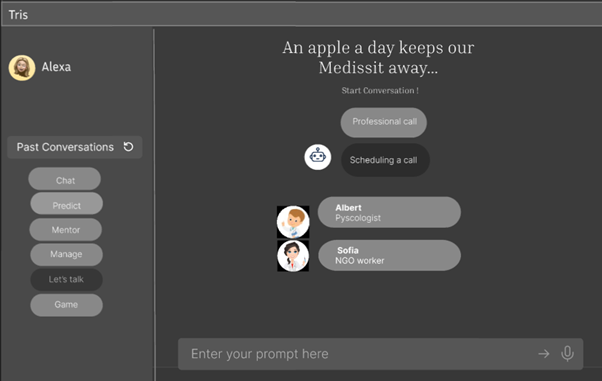 Tris
Alexa
Past Conversations
Chat
Predict
Mentor
Manage
Let's talk
Game
An apple a day keeps our
Medissit away...
Start Conversation !
Professional call
Scheduling a call
Albert
Pyscologist
Sofia
NGO worker
Enter your prompt here